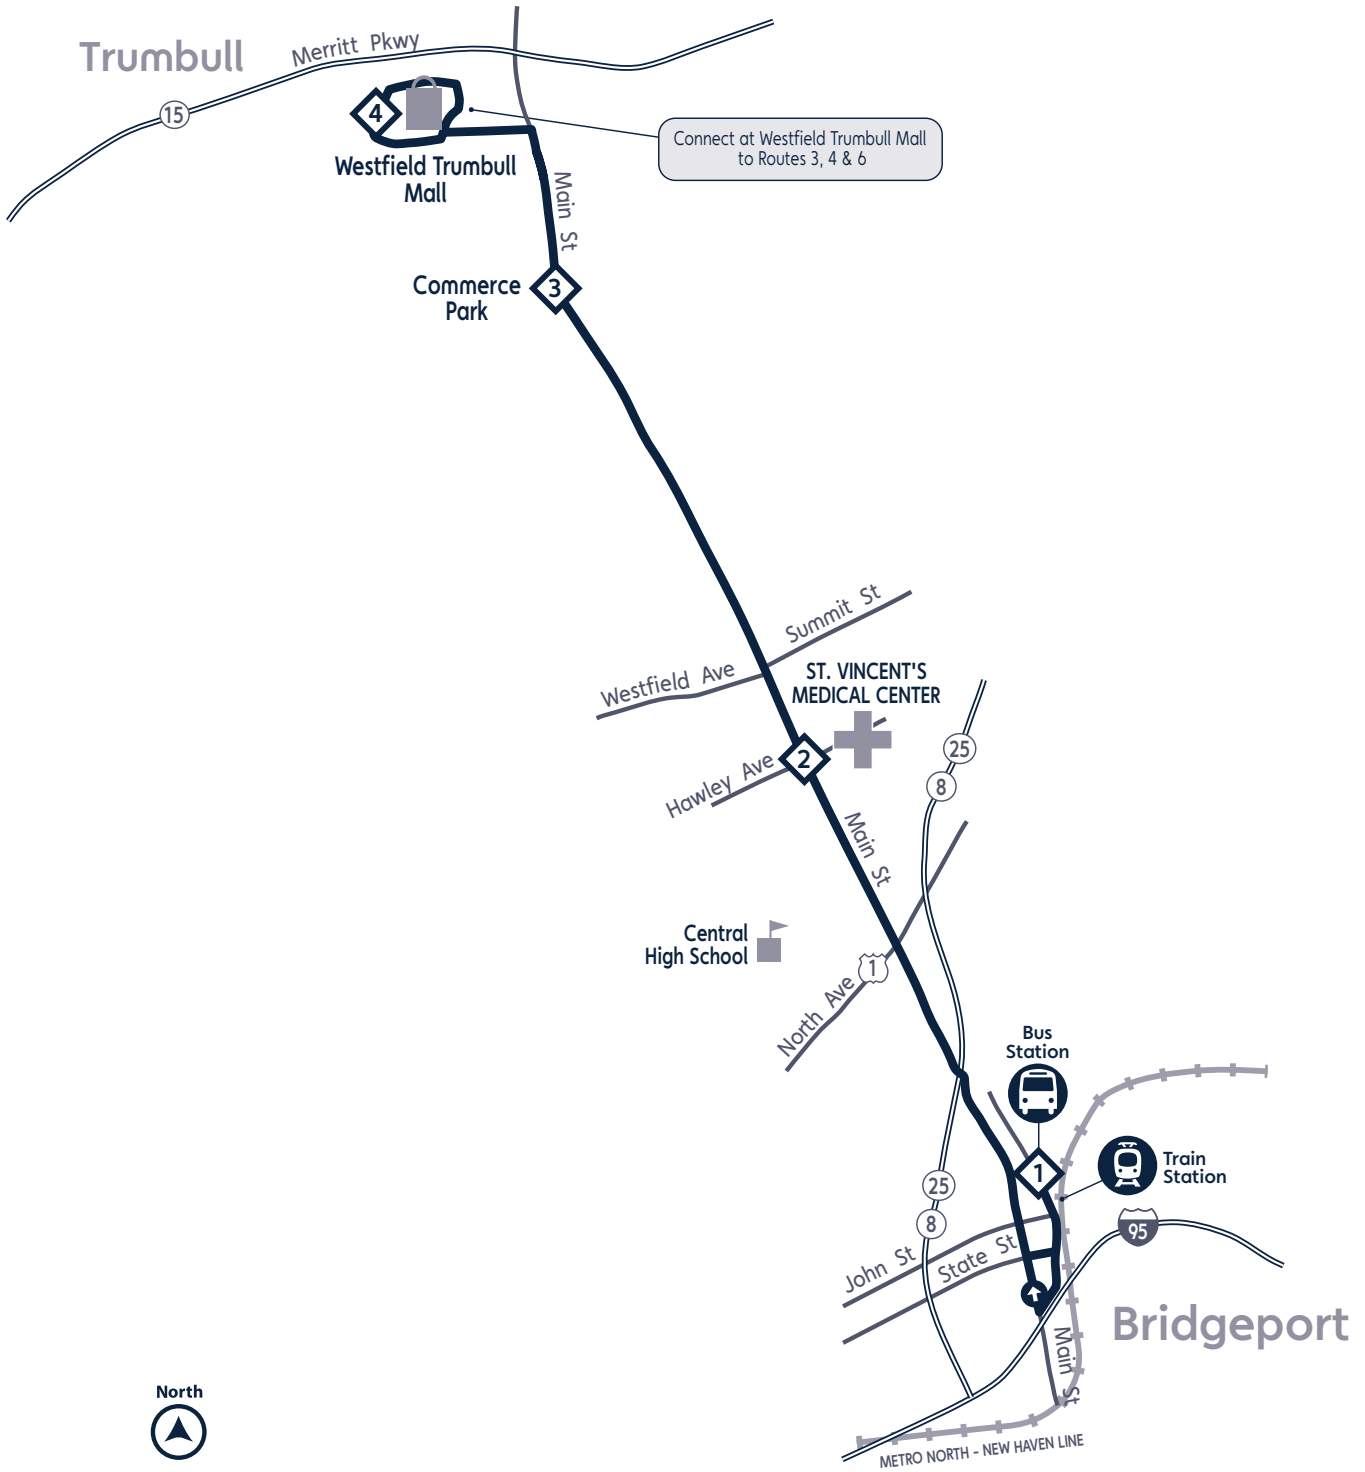 Trumbull
Merritt Pkwy
15
4
Westfield Trumbull
Mall
Connect at Westfield Trumbull Mall
to Routes 3, 4 & 6
Main St
Commerce
Park
3
Summit St
Westfield Ave
ST. VINCENT'S
MEDICAL CENTER
Hawley Ave
2
25
8
Main St
Central
High School
1
North Ave
Bus
Station
1
Train
Station
25
8
95
John St
State St
Bridgeport
Main St
North
METRO NORTH - NEW HAVEN LINE